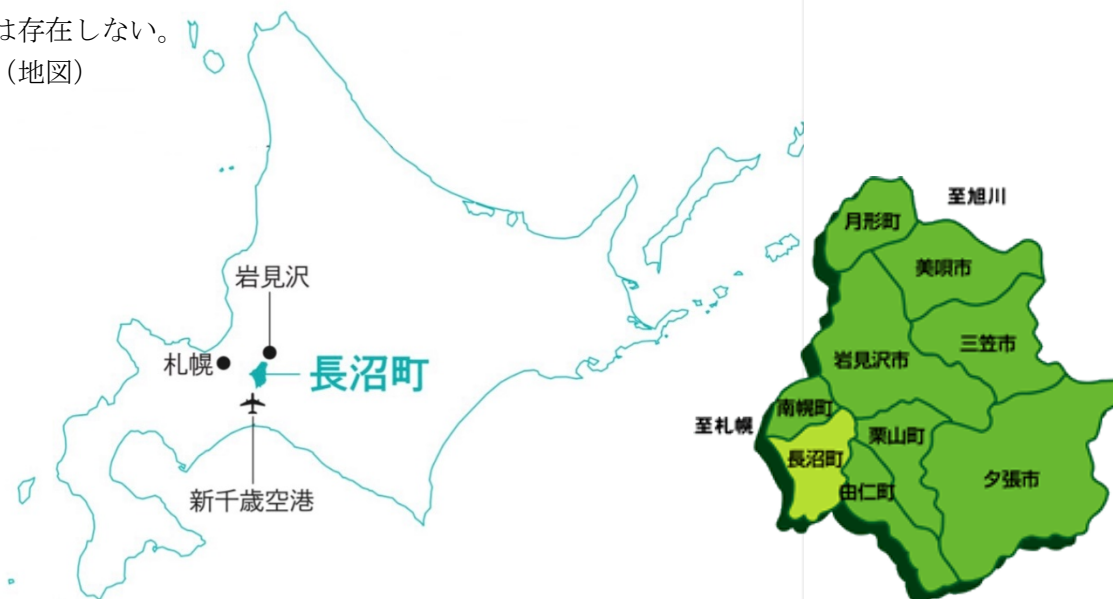 は存在しない。
（地図）
岩見沢
札幌
長沼町
新千歳空港
至旭川
月形町
美唄市
三笠市
岩見沢市
南幌町
至札幌
栗山町
長沼町
由仁町
夕張市